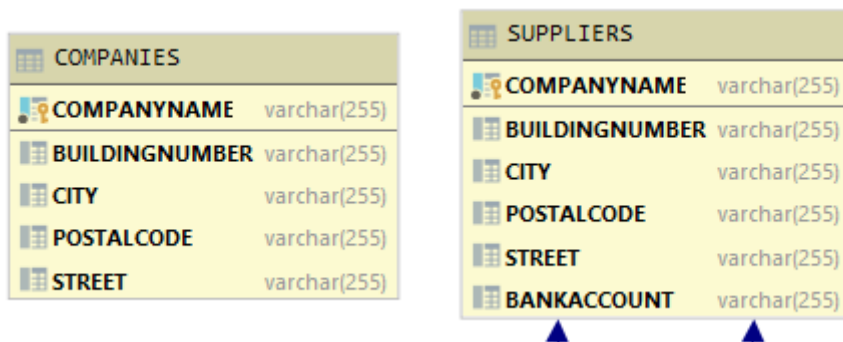 COMPANIES
COMPANYNAME varchar(255)
BUILDINGNUMBER varchar(255)
CITY varchar(255)
POSTALCODE varchar(255)
STREET varchar(255)
SUPPLIERS
COMPANYNAME varchar(255)
BUILDINGNUMBER varchar(255)
CITY varchar(255)
POSTALCODE varchar(255)
STREET varchar(255)
BANKACCOUNT varchar(255)